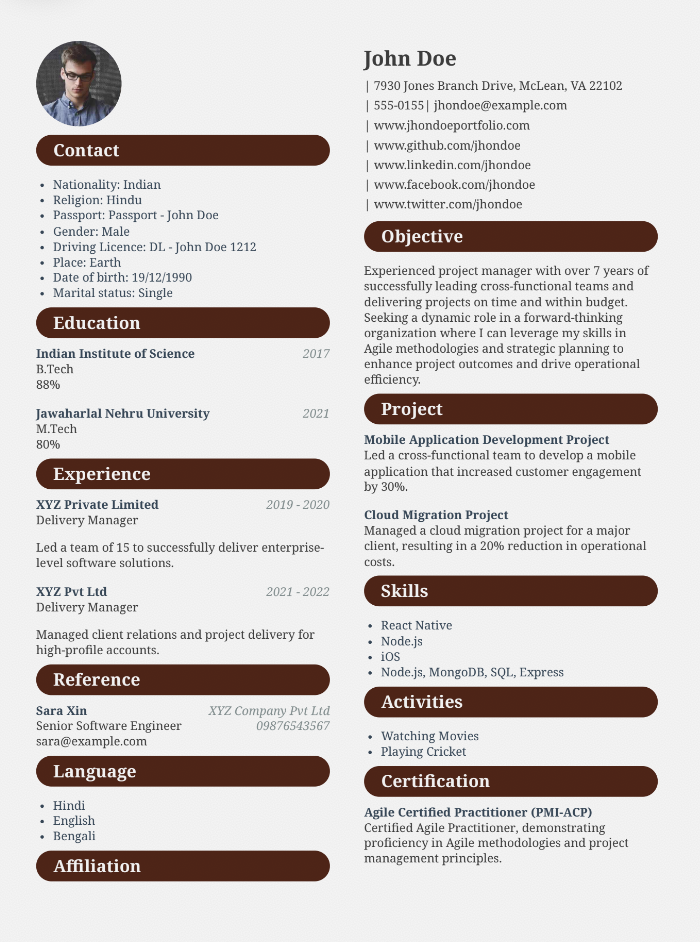 Contact
• Nationality: Indian
• Religion: Hindu
• Passport: Passport - John Doe
• Gender: Male
• Driving Licence: DL - John Doe 1212
• Place: Earth
• Date of birth: 19/12/1990
• Marital status: Single
Education
Indian Institute of Science 2017
B.Tech
88%
Jawaharlal Nehru University 2021
M.Tech
80%
Experience
XYZ Private Limited 2019 - 2020
Delivery Manager
Led a team of 15 to successfully deliver enterprise-
level software solutions.
XYZ Pvt Ltd 2021 - 2022
Delivery Manager
Managed client relations and project delivery for
high-profile accounts.
Reference
Sara Xin XYZ Company Pvt Ltd
Senior Software Engineer 09876543567
sara@example.com
Language
• Hindi
• English
• Bengali
Affiliation
John Doe
| 7930 Jones Branch Drive, McLean, VA 22102
| 555-0155| jhondoe@example.com
| www.jhondoeportfolio.com
| www.github.com/jhondoe
| www.linkedin.com/jhondoe
| www.facebook.com/jhondoe
| www.twitter.com/jhondoe
Objective
Experienced project manager with over 7 years of
successfully leading cross-functional teams and
delivering projects on time and within budget.
Seeking a dynamic role in a forward-thinking
organization where I can leverage my skills in
Agile methodologies and strategic planning to
enhance project outcomes and drive operational
efficiency.
Project
Mobile Application Development Project
Led a cross-functional team to develop a mobile
application that increased customer engagement
by 30%.
Cloud Migration Project
Managed a cloud migration project for a major
client, resulting in a 20% reduction in operational
costs.
Skills
• React Native
• Node.js
• iOS
• Node.js, MongoDB, SQL, Express
Activities
• Watching Movies
• Playing Cricket
Certification
Agile Certified Practitioner (PMI-ACP)
Certified Agile Practitioner, demonstrating
proficiency in Agile methodologies and project
management principles.